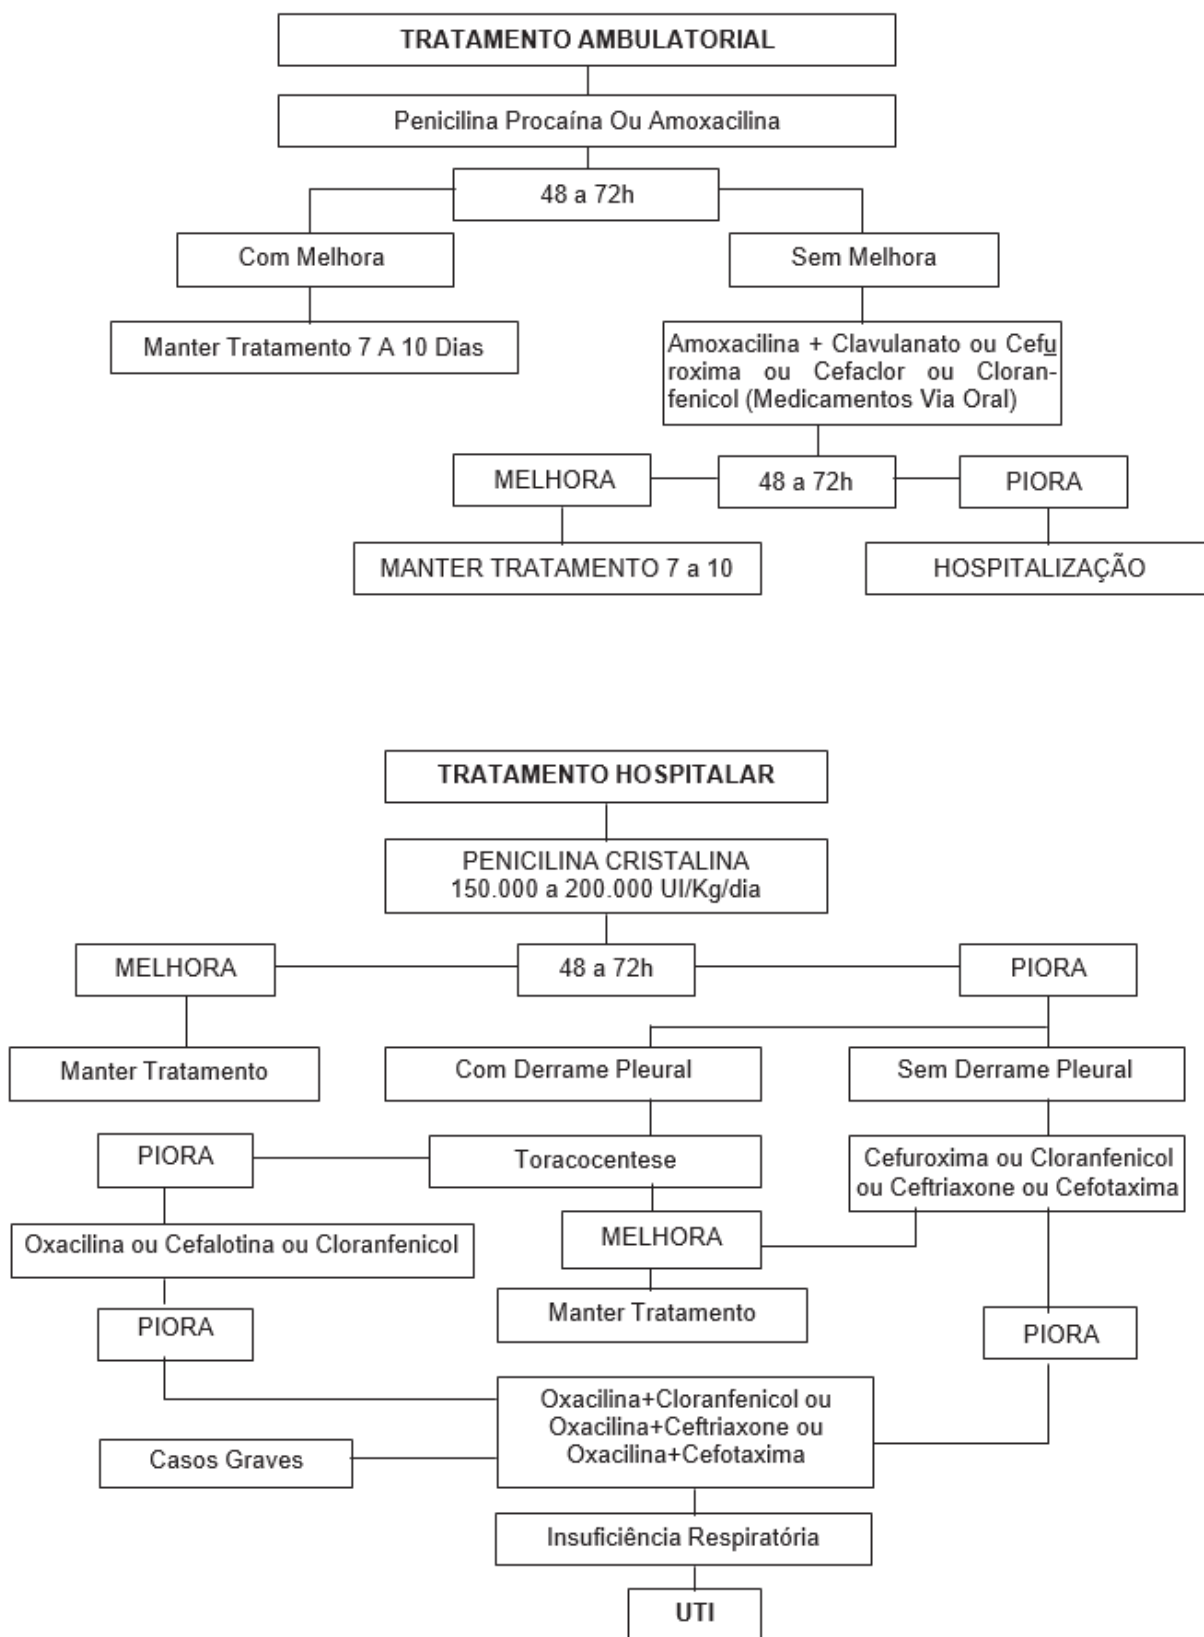 TRATAMENTO AMBULATORIAL
Penicilina Procaína Ou Amoxacilina
48 a 72h
Com Melhora
Sem Melhora
Manter Tratamento 7 A 10 Dias
Amoxacilina + Clavulanato ou Cefu
roxima ou Cefaclor ou Cloran-
fenicol (Medicamentos Via Oral)
MELHORA
48 a 72h
PIORA
MANTER TRATAMENTO 7 a 10
HOSPITALIZAÇÃO
TRATAMENTO HOSPITALAR
PENICILINA CRISTALINA
150.000 a 200.000 UI/Kg/dia
MELHORA
48 a 72h
PIORA
Manter Tratamento
Com Derrame Pleural
Sem Derrame Pleural
PIORA
Toracocentese
Cefuroxima ou Cloranfenicol
ou Ceftriaxone ou Cefotaxima
Oxacilina ou Cefalotina ou Cloranfenicol
MELHORA
Manter Tratamento
PIORA
PIORA
Oxacilina+Cloranfenicol ou
Oxacilina+Ceftriaxone ou
Oxacilina+Cefotaxima
Casos Graves
Insuficiência Respiratória
UTI